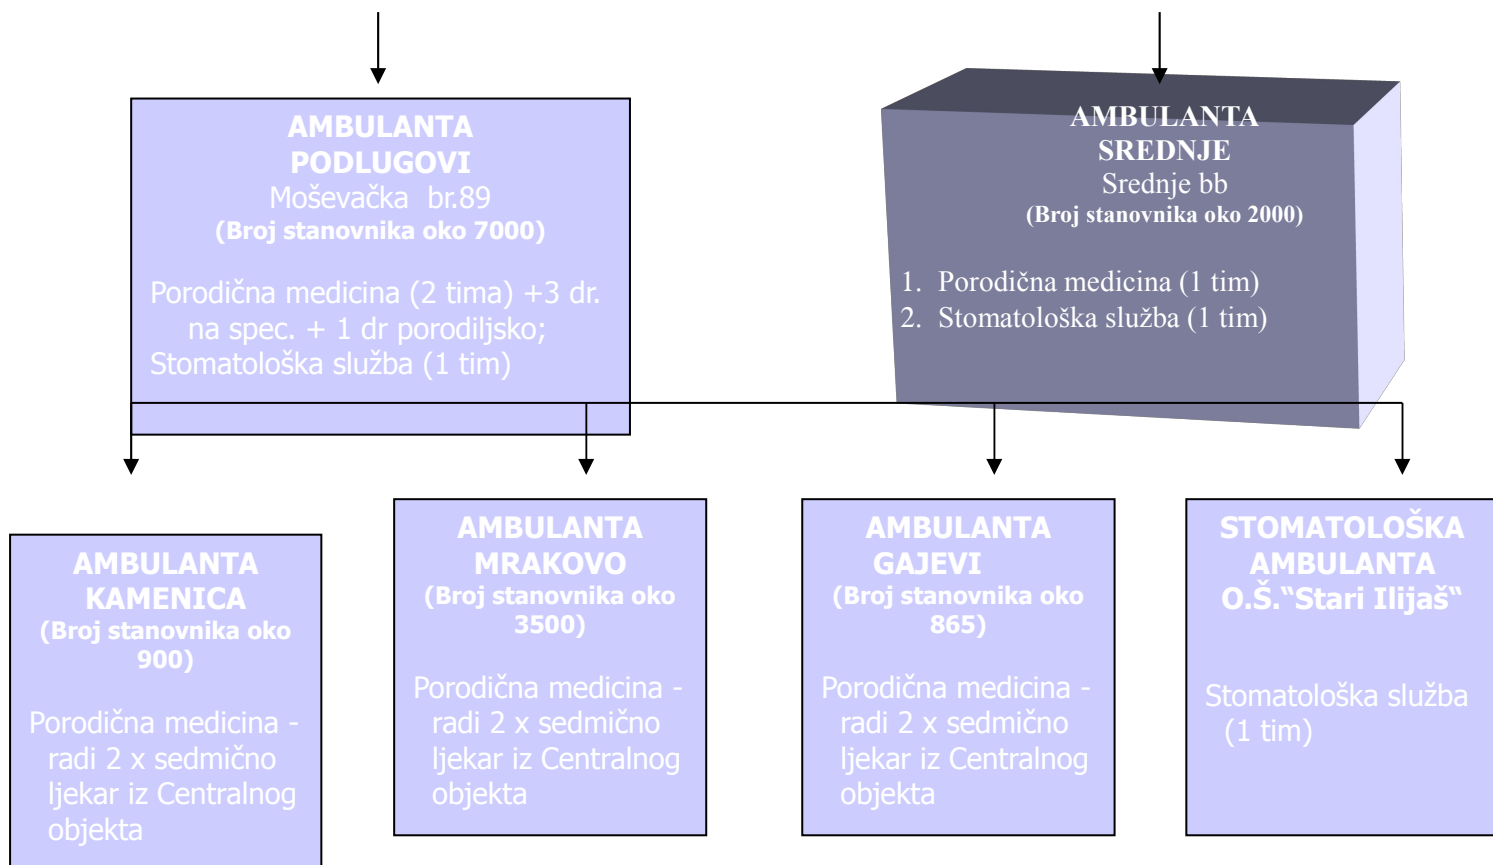 AMBULANTA
PODLUGOVI
Moševačka  br.89
(Broj stanovnika oko 7000)
Porodična medicina (2 tima) +3 dr.
na spec. + 1 dr porodiljsko;
Stomatološka služba (1 tim)
AMBULANTA
SREDNJE
Srednje bb
(Broj stanovnika oko 2000)
1. Porodična medicina (1 tim)
2. Stomatološka služba (1 tim)
AMBULANTA
KAMENICA
(Broj stanovnika oko
900)
Porodična medicina -
radi 2 x sedmično
ljekar iz Centralnog
objekta
AMBULANTA
MRAKOVO
(Broj stanovnika oko
3500)
Porodična medicina -
radi 2 x sedmično
ljekar iz Centralnog
objekta
AMBULANTA
GAJEVI
(Broj stanovnika oko
865)
Porodična medicina -
radi 2 x sedmično
ljekar iz Centralnog
objekta
STOMATOLOŠKA
AMBULANTA
O.Š.‟Stari Ilijaš‟
Stomatološka služba
(1 tim)